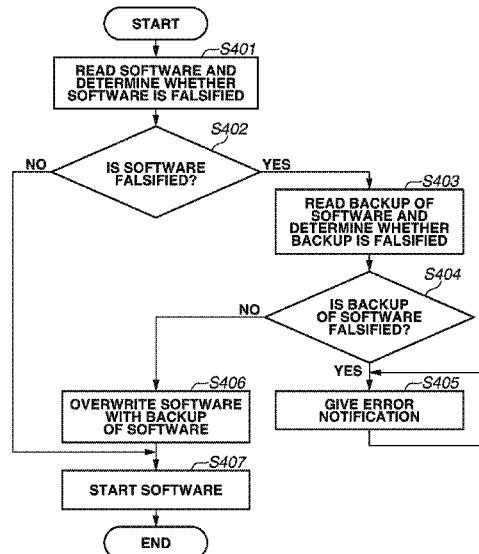 START
S401
READ SOFTWARE AND
DETERMINE WHETHER
SOFTWARE IS FALSIFIED
S402
NO
IS SOFTWARE
FALSIFIED?
YES
S403
READ BACKUP OF
SOFTWARE AND
DETERMINE WHETHER
BACKUP IS FALSIFIED
S404
NO
IS BACKUP
OF SOFTWARE
FALSIFIED?
YES
S406
OVERWRITE SOFTWARE
WITH BACKUP
OF SOFTWARE
S405
GIVE ERROR
NOTIFICATION
S407
START SOFTWARE
END